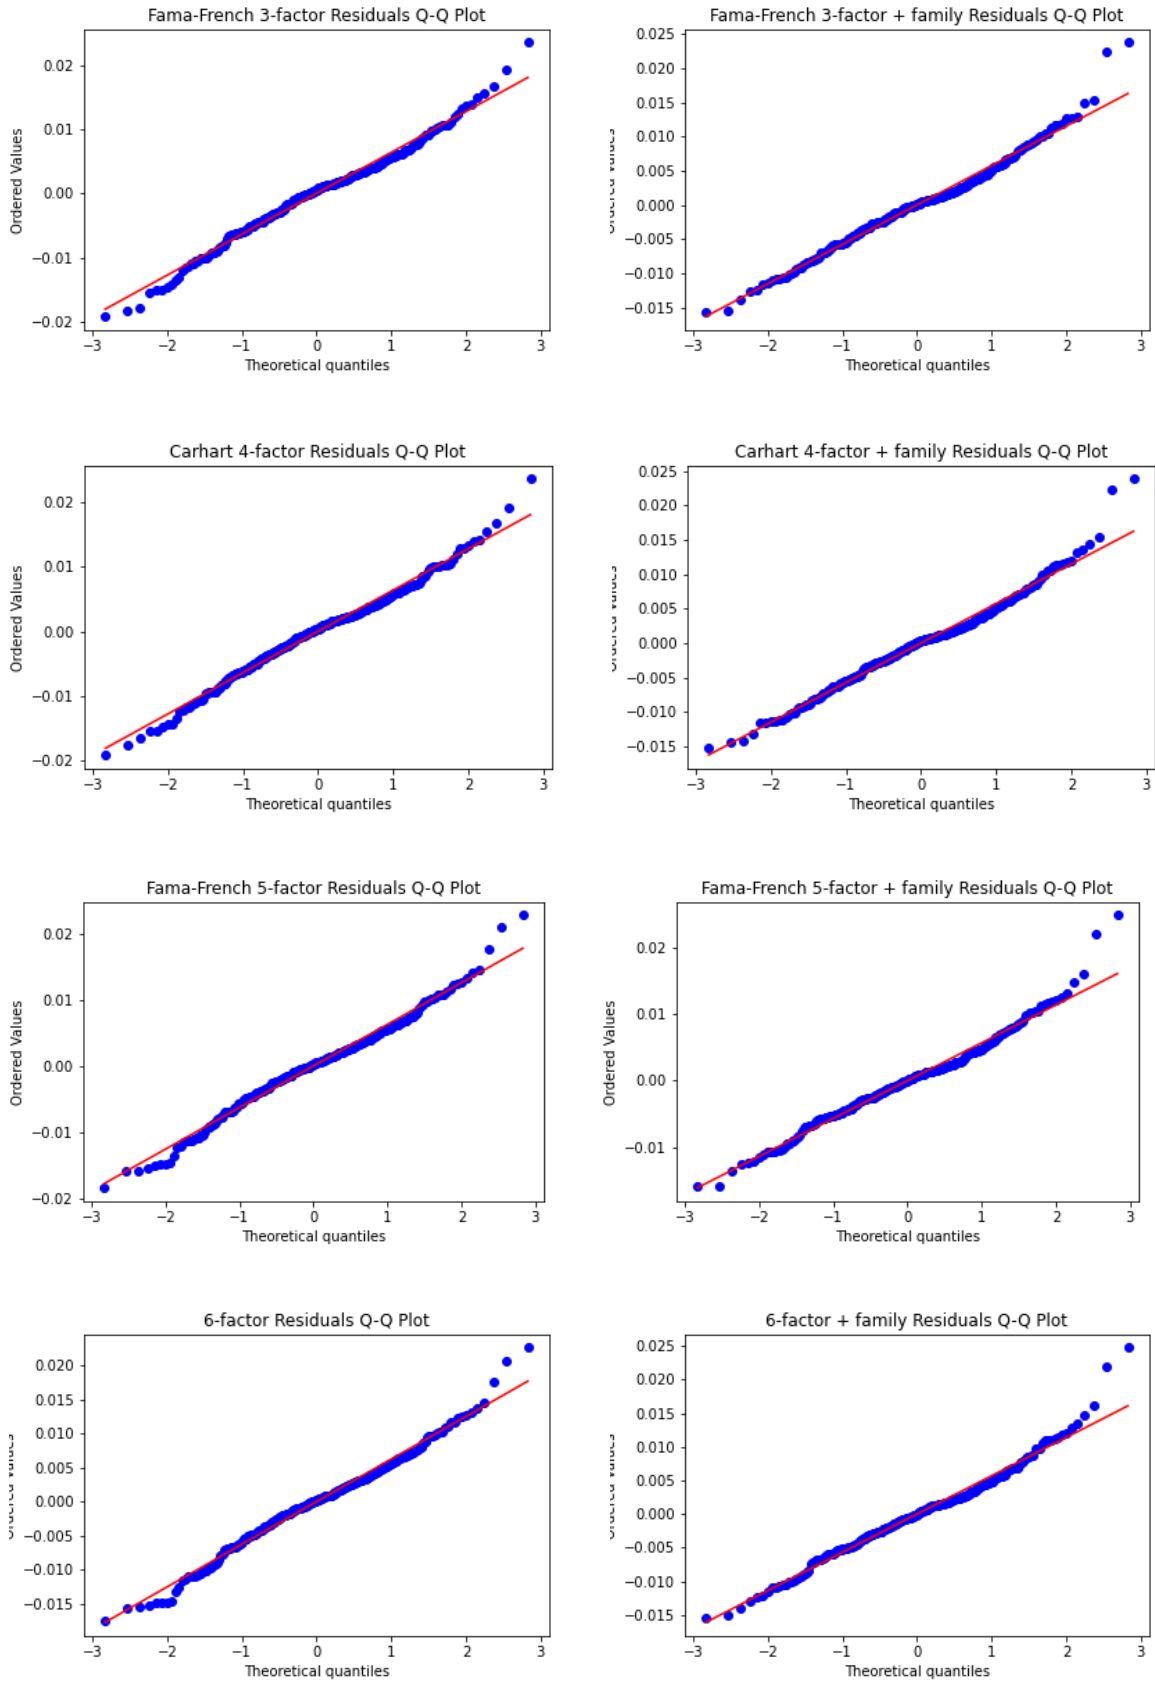 Fama-French 3-factor Residuals Q-Q Plot
Ordered Values
0.02
0.01
0.00
−0.01
−0.02
−3 −2 −1 0 1 2 3
Theoretical quantiles
Fama-French 3-factor + family Residuals Q-Q Plot
Ordered Values
0.025
0.020
0.015
0.010
0.005
0.000
−0.005
−0.010
−0.015
−3 −2 −1 0 1 2 3
Theoretical quantiles
Carhart 4-factor Residuals Q-Q Plot
Ordered Values
0.02
0.01
0.00
−0.01
−0.02
−3 −2 −1 0 1 2 3
Theoretical quantiles
Carhart 4-factor + family Residuals Q-Q Plot
Ordered Values
0.025
0.020
0.015
0.010
0.005
0.000
−0.005
−0.010
−0.015
−3 −2 −1 0 1 2 3
Theoretical quantiles
Fama-French 5-factor Residuals Q-Q Plot
Ordered Values
0.02
0.01
0.00
−0.01
−0.02
−3 −2 −1 0 1 2 3
Theoretical quantiles
Fama-French 5-factor + family Residuals Q-Q Plot
Ordered Values
0.02
0.01
0.00
−0.01
−3 −2 −1 0 1 2 3
Theoretical quantiles
6-factor Residuals Q-Q Plot
Ordered Values
0.020
0.015
0.010
0.005
0.000
−0.005
−0.010
−0.015
−3 −2 −1 0 1 2 3
Theoretical quantiles
6-factor + family Residuals Q-Q Plot
Ordered Values
0.025
0.020
0.015
0.010
0.005
0.000
−0.005
−0.010
−0.015
−3 −2 −1 0 1 2 3
Theoretical quantiles